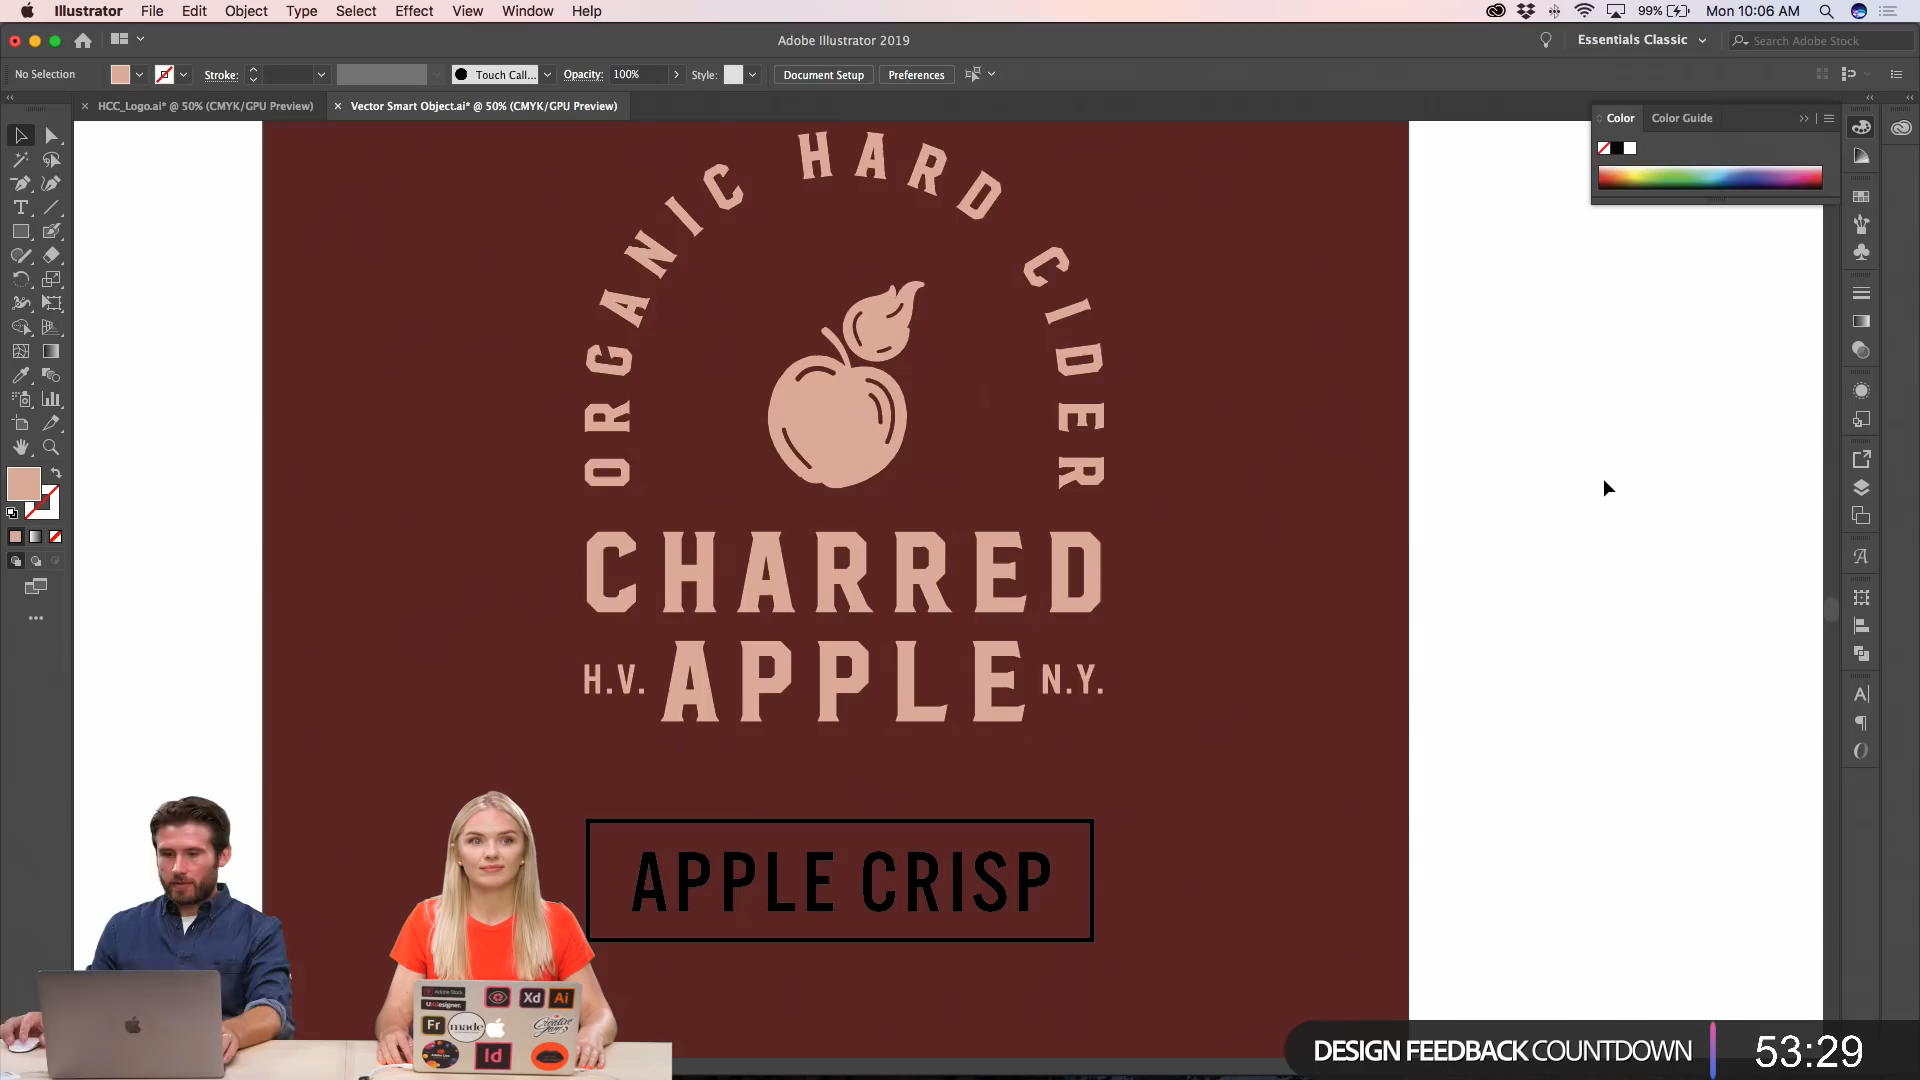 Illustrator File Edit Object Type Select Effect View Window Help
99% Mon 10:06 AM
Adobe Illustrator 2019
Essentials Classic
Search Adobe Stock
No Selection
Stroke:
Touch Call...
Opacity: 100%
Style:
Document Setup
Preferences
HCC_Logo.ai* @ 50% (CMYK/GPU Preview)
Vector Smart Object.ai* @ 50% (CMYK/GPU Preview)
Color
Color Guide
ORGANIC HARD CIDER
CHARRED
H.V. APPLE N.Y.
APPLE CRISP
Adobe Stock
Xd
Ai
Fr
made
Id
DESIGN FEEDBACK COUNTDOWN
53:29